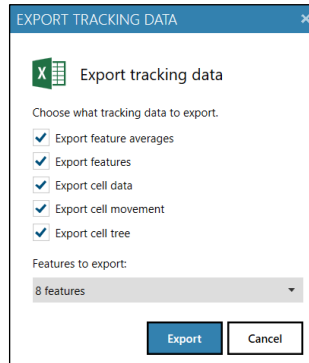 EXPORT TRACKING DATA
Export tracking data
Choose what tracking data to export.
Export feature averages
Export features
Export cell data
Export cell movement
Export cell tree
Features to export:
8 features
Export Cancel